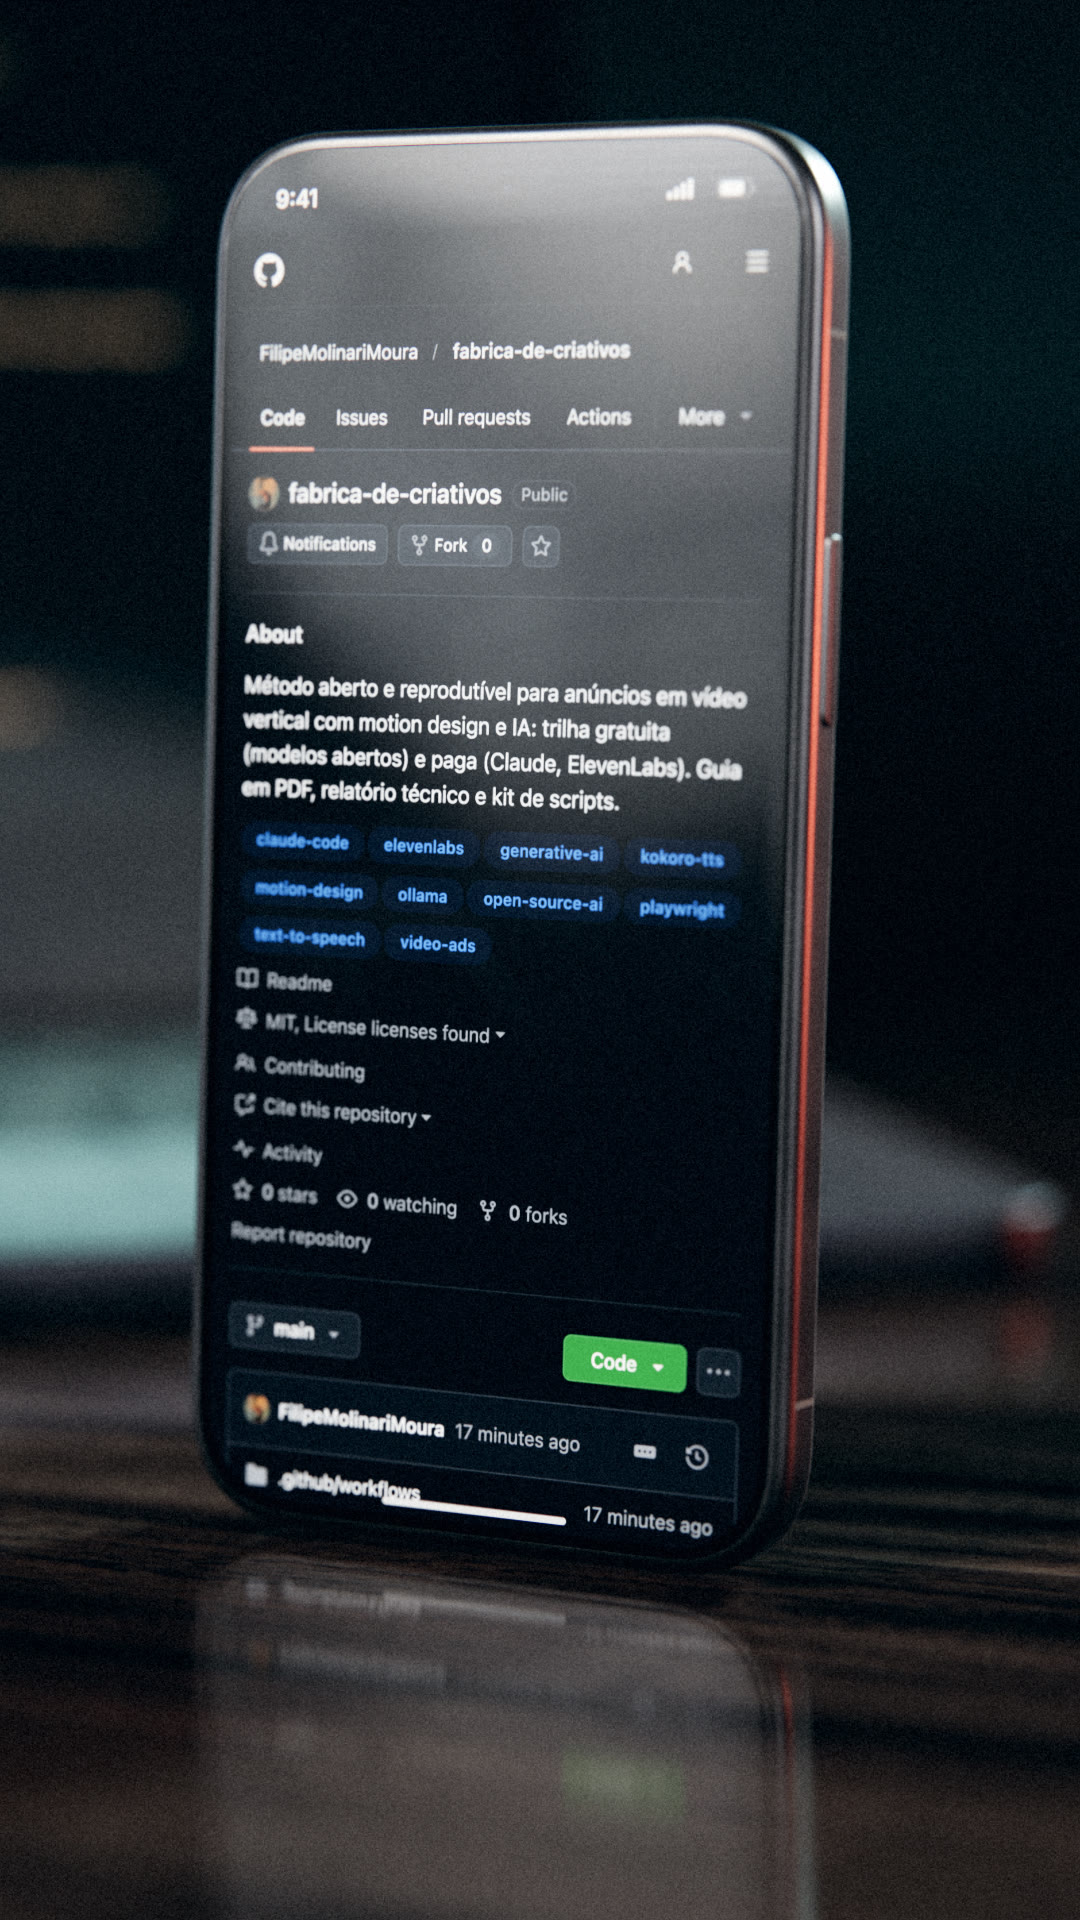 9:41
FilipeMolinariMoura / fabrica-de-criativos
Code Issues Pull requests Actions More
fabrica-de-criativos Public
Notifications Fork 0
About
Método aberto e reprodutível para anúncios em vídeo
vertical com motion design e IA: trilha gratuita
(modelos abertos) e paga (Claude, ElevenLabs). Guia
em PDF, relatório técnico e kit de scripts.
claude-code elevenlabs generative-ai kokoro-tts
motion-design ollama open-source-ai playwright
text-to-speech video-ads
Readme
MIT, License licenses found
Contributing
Cite this repository
Activity
0 stars 0 watching 0 forks
Report repository
main Code
FilipeMolinariMoura 17 minutes ago
.github/workflows 17 minutes ago